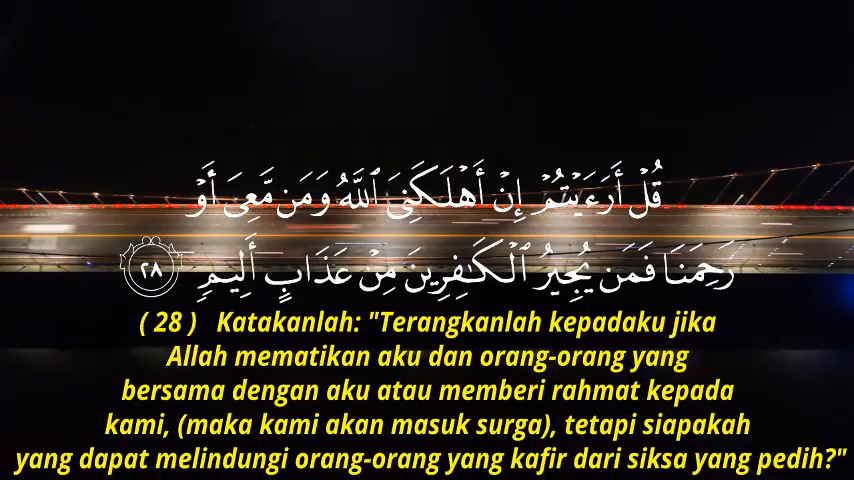 قُلْ أَرَءَيْتُمْ إِنْ أَهْلَكَنِىَ ٱللَّهُ وَمَن مَّعِىَ أَوْ
رَحِمَنَا فَمَن يُجِيرُ ٱلْكَـٰفِرِينَ مِنْ عَذَابٍ أَلِيمٍۢ ٢٨
( 28 ) Katakanlah: "Terangkanlah kepadaku jika
Allah mematikan aku dan orang-orang yang
bersama dengan aku atau memberi rahmat kepada
kami, (maka kami akan masuk surga), tetapi siapakah
yang dapat melindungi orang-orang yang kafir dari siksa yang pedih?"